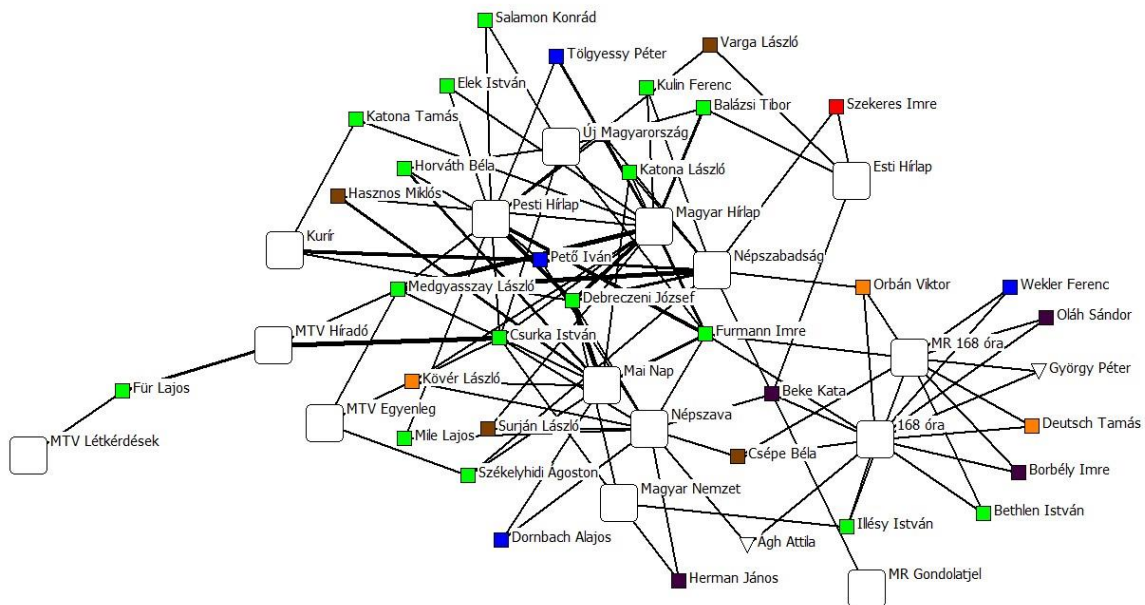 Salamon Konrád
Tölgyessy Péter
Varga László
Elek István
Kulin Ferenc
Balázsi Tibor
Szekeres Imre
Katona Tamás
Új Magyarország
Horváth Béla
Katona László
Esti Hírlap
Hasznos Miklós
Pesti Hírlap
Magyar Hírlap
Kurír
Pető Iván
Népszabadság
Medgyasszay László
Debreczeni József
Orbán Viktor
Wekler Ferenc
Oláh Sándor
MTV Híradó
Csurka István
Furmann Imre
MR 168 óra
Mai Nap
György Péter
Für Lajos
Kövér László
Beke Kata
MTV Egyenleg
Népszava
Surján László
168 óra
Deutsch Tamás
MTV Létkérdések
Mile Lajos
Csépe Béla
Székelyhidi Ágoston
Borbély Imre
Magyar Nemzet
Bethlen István
Illésy István
Dornbach Alajos
Agh Attila
Herman János
MR Gondolatjel